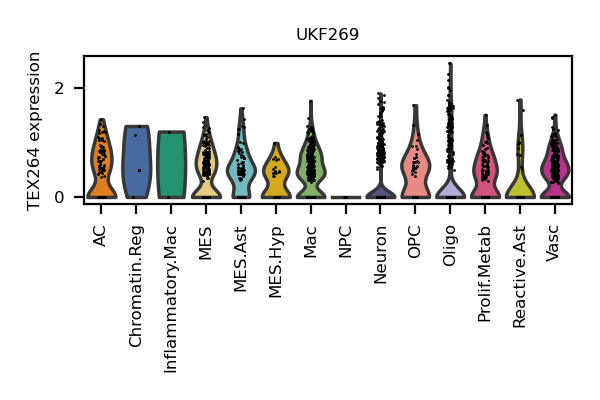 UKF269
TEX264 expression
2
0
AC
Chromatin.Reg
Inflammatory.Mac
MES
MES.Ast
MES.Hyp
Mac
NPC
Neuron
OPC
Oligo
Prolif.Metab
Reactive.Ast
Vasc